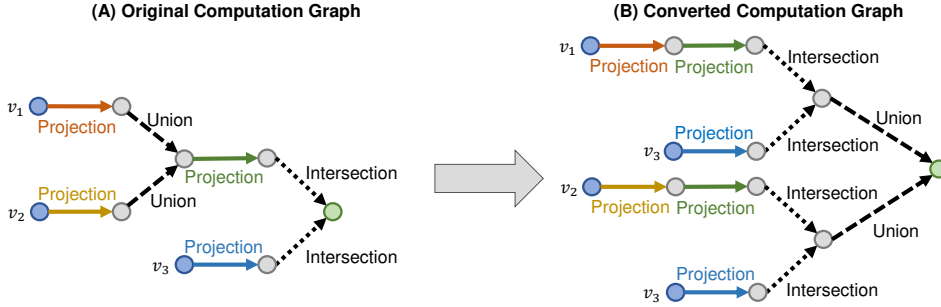 (A) Original Computation Graph
v1
Projection
Union
Projection
v2
Union
Projection
Intersection
Projection
v3
Intersection
(B) Converted Computation Graph
v1
Projection
Projection
Intersection
Projection
v3
Intersection
Union
v2
Projection
Projection
Intersection
Union
Projection
v3
Intersection